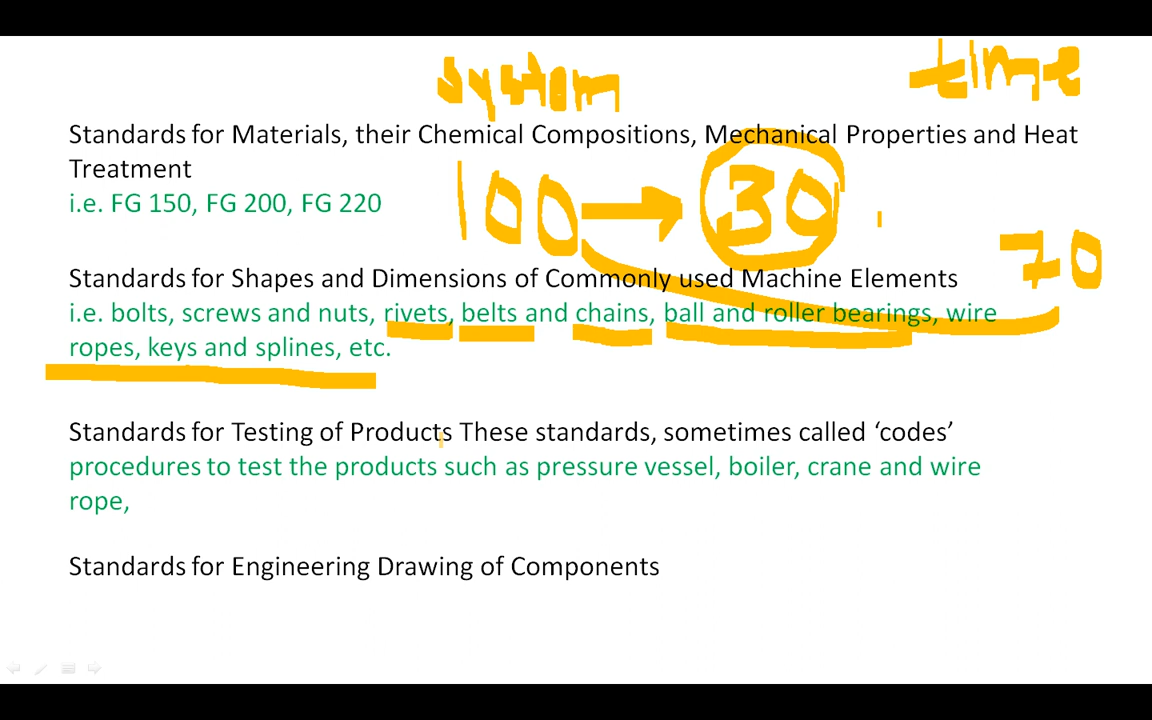 system
time
Standards for Materials, their Chemical Compositions, Mechanical Properties and Heat
Treatment
i.e. FG 150, FG 200, FG 220
100 → 30
70
Standards for Shapes and Dimensions of Commonly used Machine Elements
i.e. bolts, screws and nuts, rivets, belts and chains, ball and roller bearings, wire
ropes, keys and splines, etc.
Standards for Testing of Products These standards, sometimes called ‘codes’
procedures to test the products such as pressure vessel, boiler, crane and wire
rope,
Standards for Engineering Drawing of Components